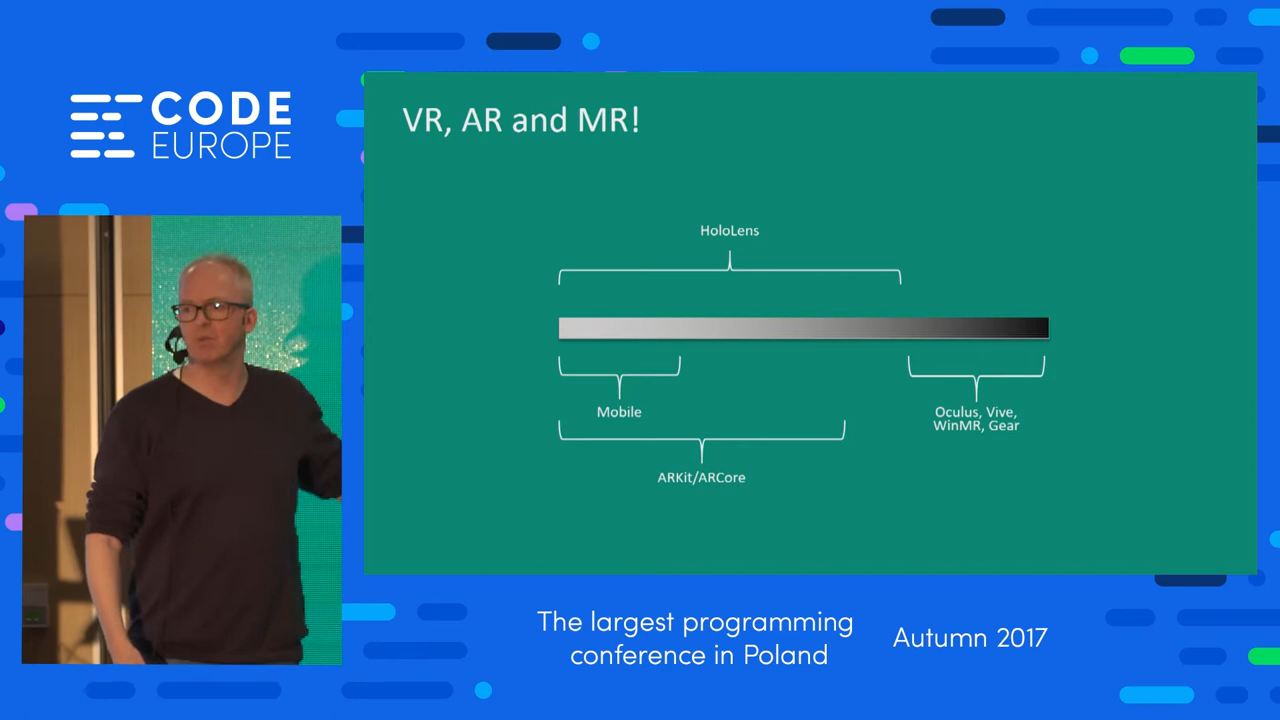 CODE
EUROPE
VR, AR and MR!
HoloLens
Mobile
Oculus, Vive,
WinMR, Gear
ARKit/ARCore
The largest programming
conference in Poland
Autumn 2017